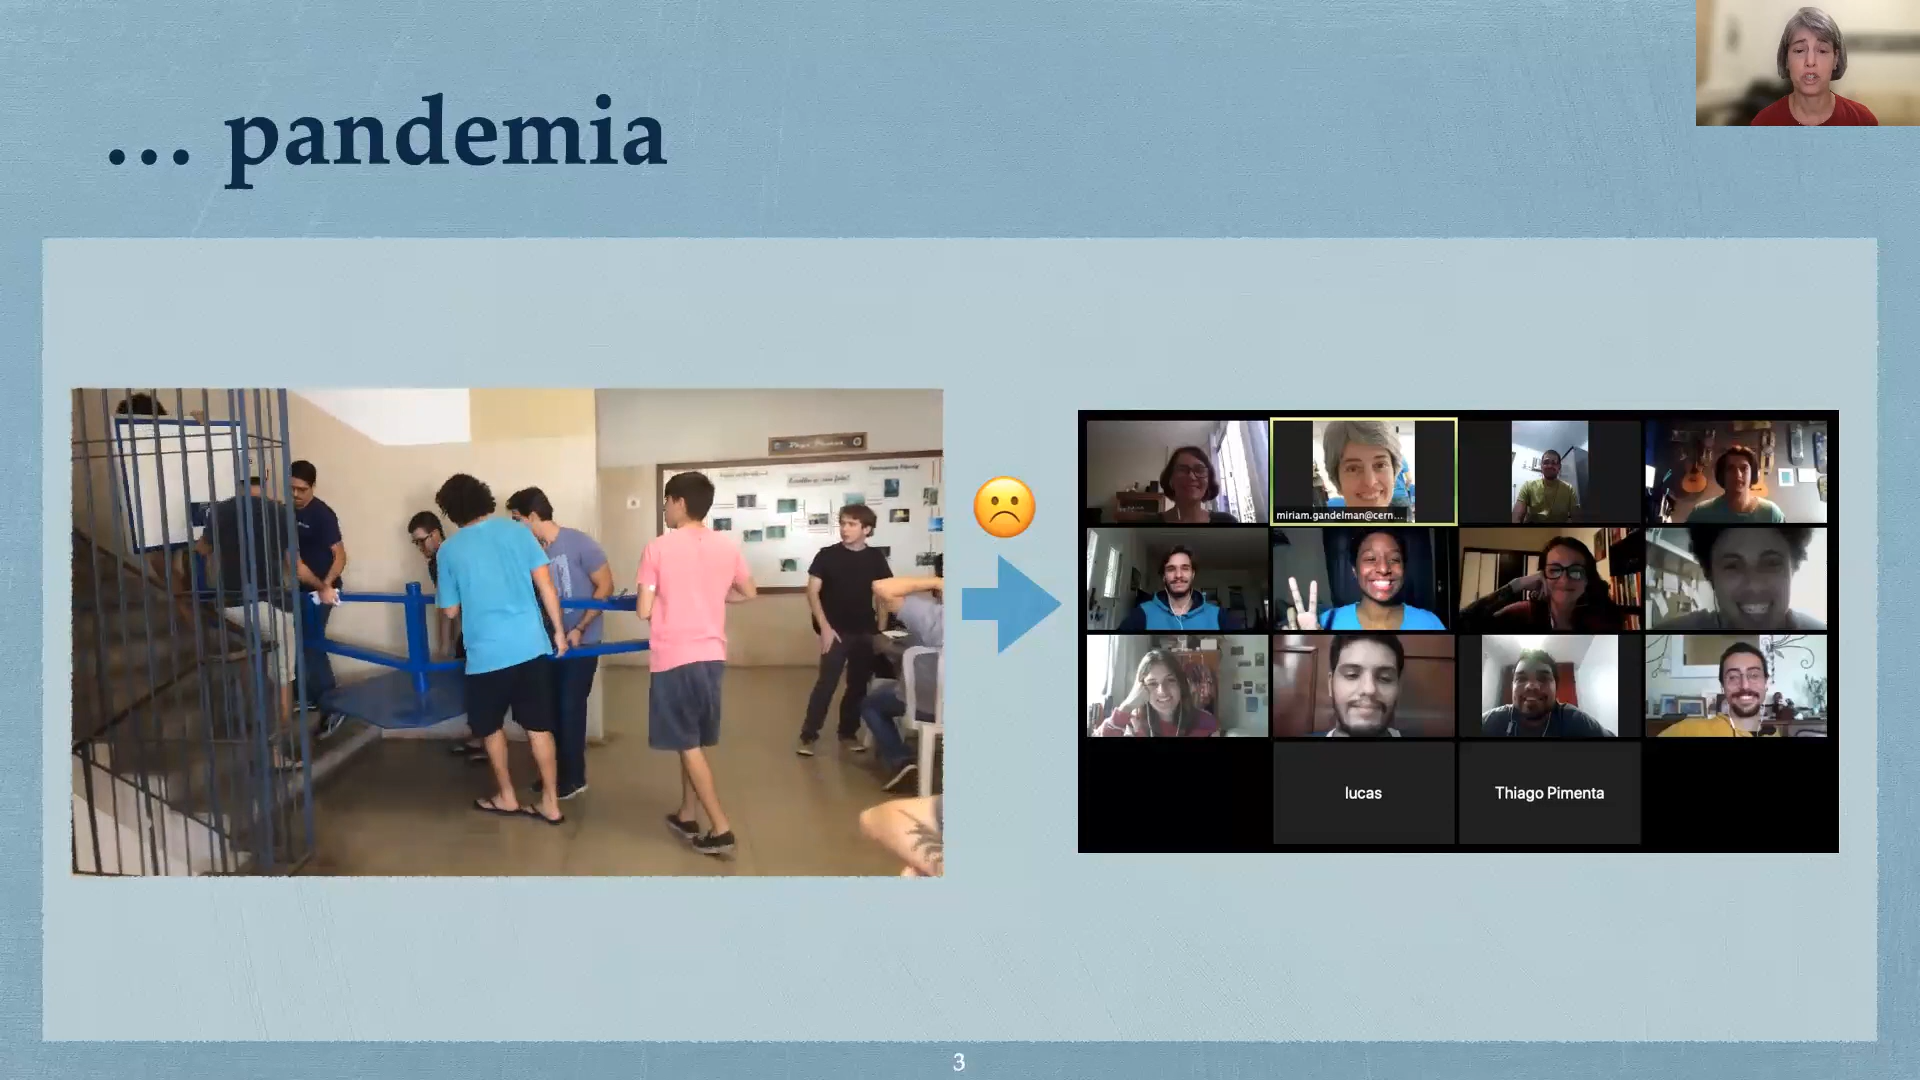 ... pandemia
miriam.gandelman@cern...
lucas
Thiago Pimenta
3